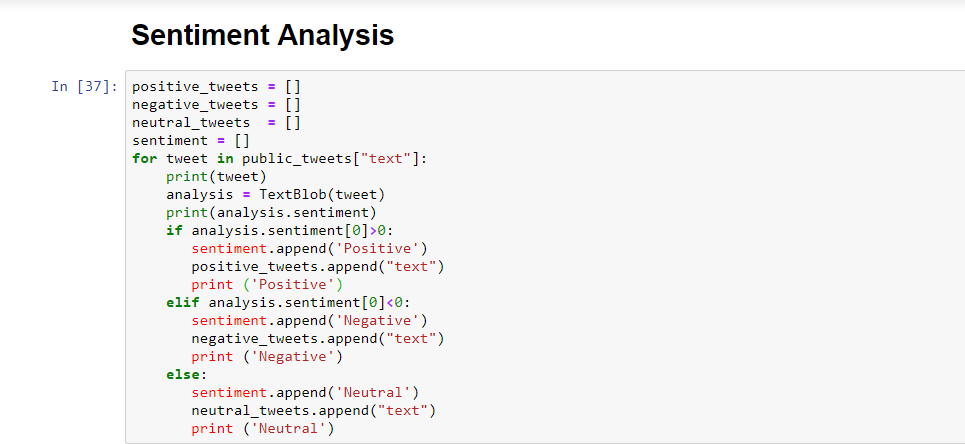 Sentiment Analysis
In [37]: positive_tweets = []
negative_tweets = []
neutral_tweets  = []
sentiment = []
for tweet in public_tweets["text"]:
    print(tweet)
    analysis = TextBlob(tweet)
    print(analysis.sentiment)
    if analysis.sentiment[0]>0:
       sentiment.append('Positive')
       positive_tweets.append("text")
       print ('Positive')
    elif analysis.sentiment[0]<0:
       sentiment.append('Negative')
       negative_tweets.append("text")
       print ('Negative')
    else:
       sentiment.append('Neutral')
       neutral_tweets.append("text")
       print ('Neutral')